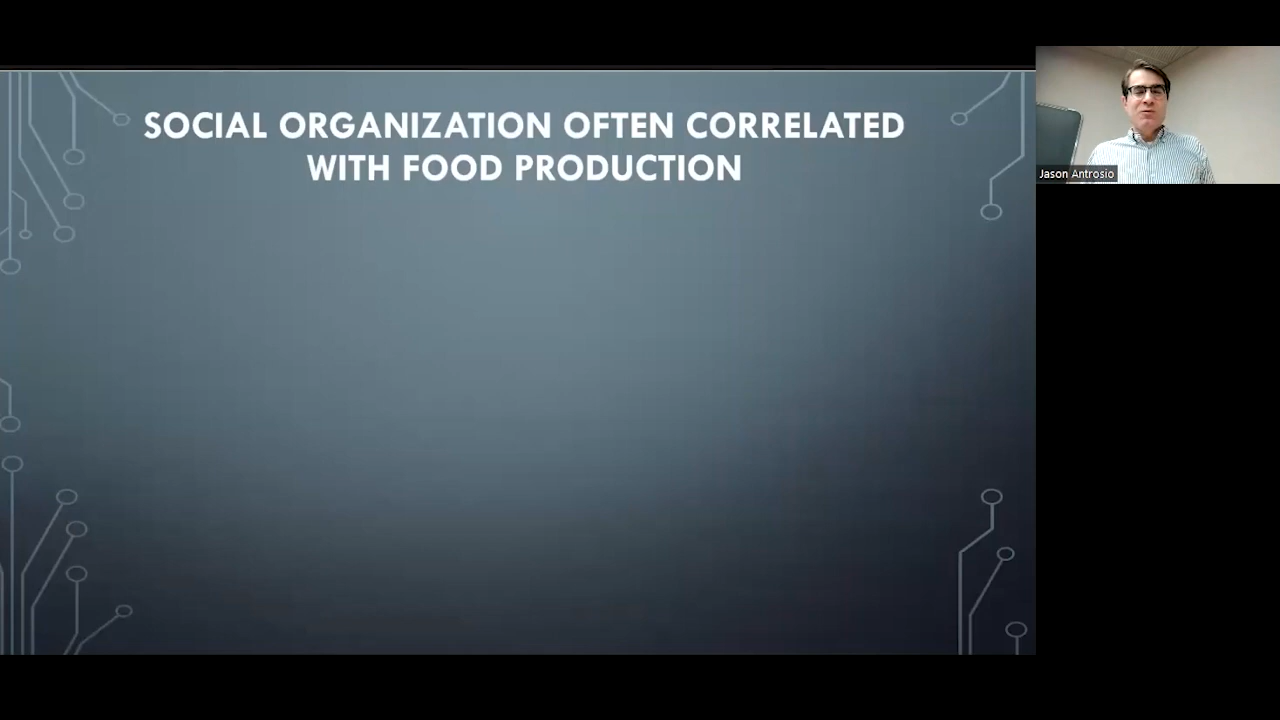 SOCIAL ORGANIZATION OFTEN CORRELATED
WITH FOOD PRODUCTION
Jason Antrosio